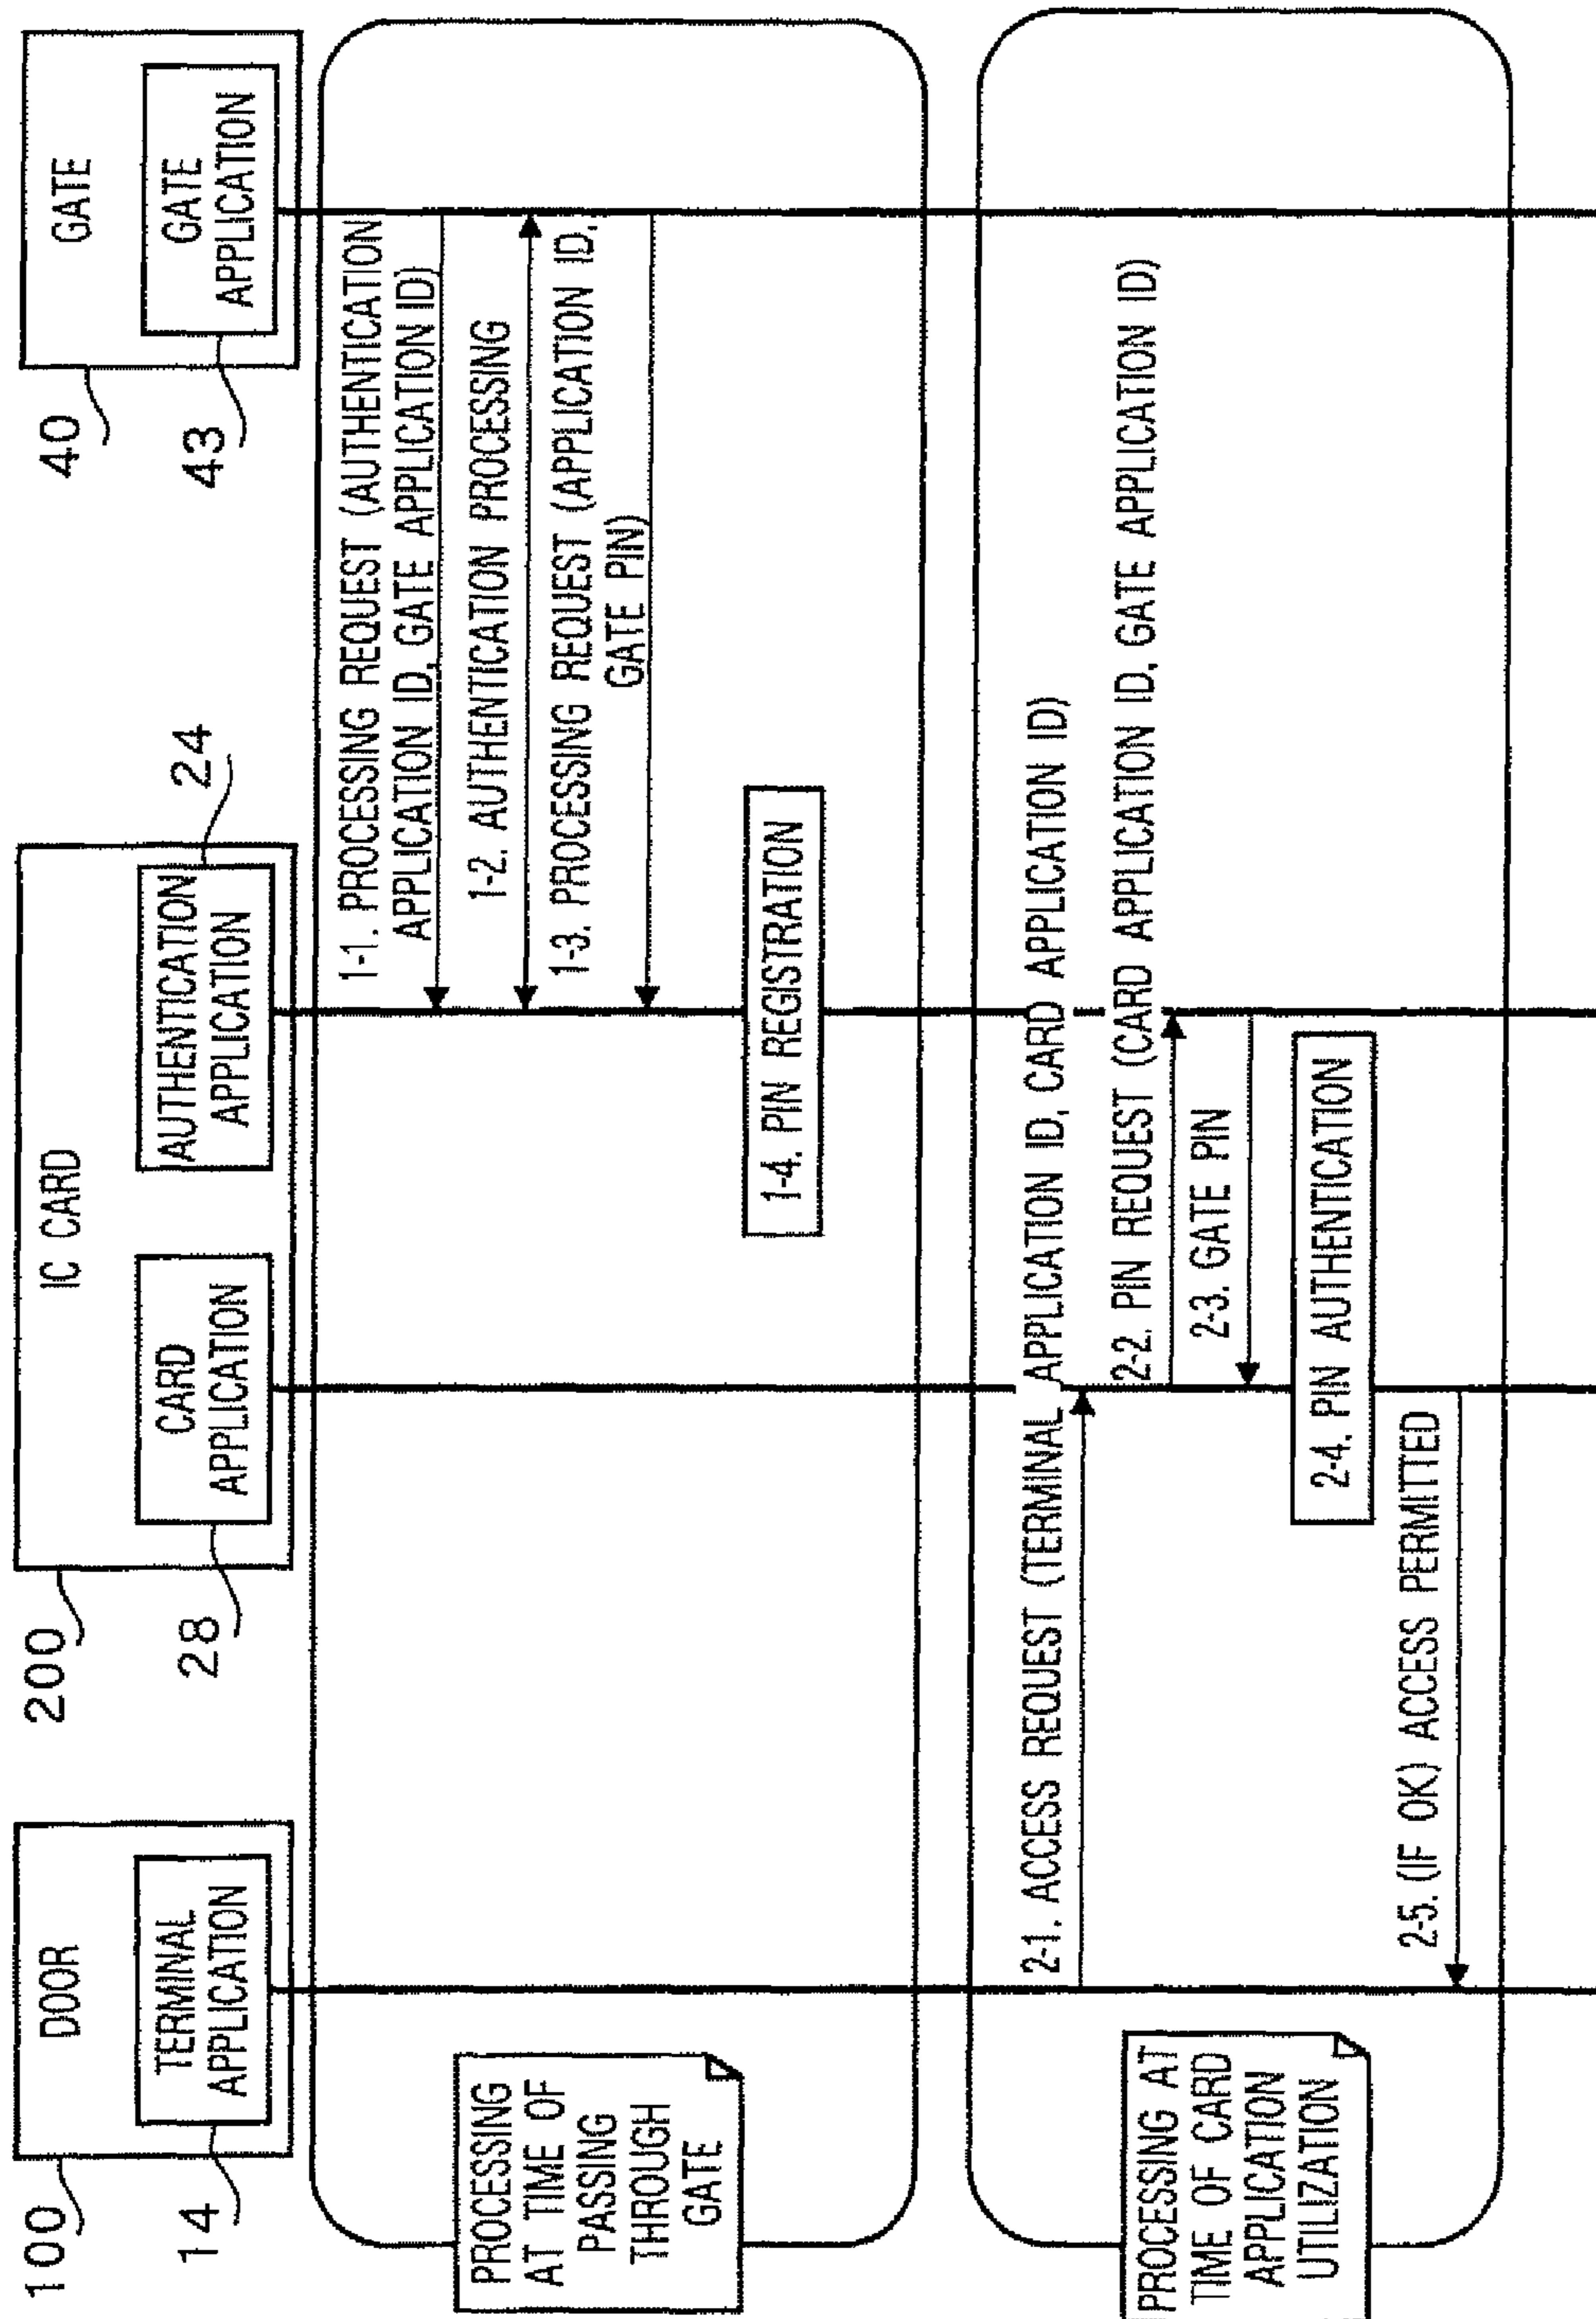 100
DOOR
14
TERMINAL
APPLICATION
200
IC CARD
28
CARD
APPLICATION
AUTHENTICATION
APPLICATION
24
40
GATE
43
GATE
APPLICATION
PROCESSING
AT TIME OF
PASSING
THROUGH
GATE
1-1. PROCESSING REQUEST (AUTHENTICATION
APPLICATION ID, GATE APPLICATION ID)
1-2. AUTHENTICATION PROCESSING
1-3. PROCESSING REQUEST (APPLICATION ID,
GATE PIN)
1-4. PIN REGISTRATION
PROCESSING AT
TIME OF CARD
APPLICATION
UTILIZATION
2-1. ACCESS REQUEST (TERMINAL APPLICATION ID, CARD APPLICATION ID)
2-2. PIN REQUEST (CARD APPLICATION ID, GATE APPLICATION ID)
2-3. GATE PIN
2-4. PIN AUTHENTICATION
2-5. (IF OK) ACCESS PERMITTED